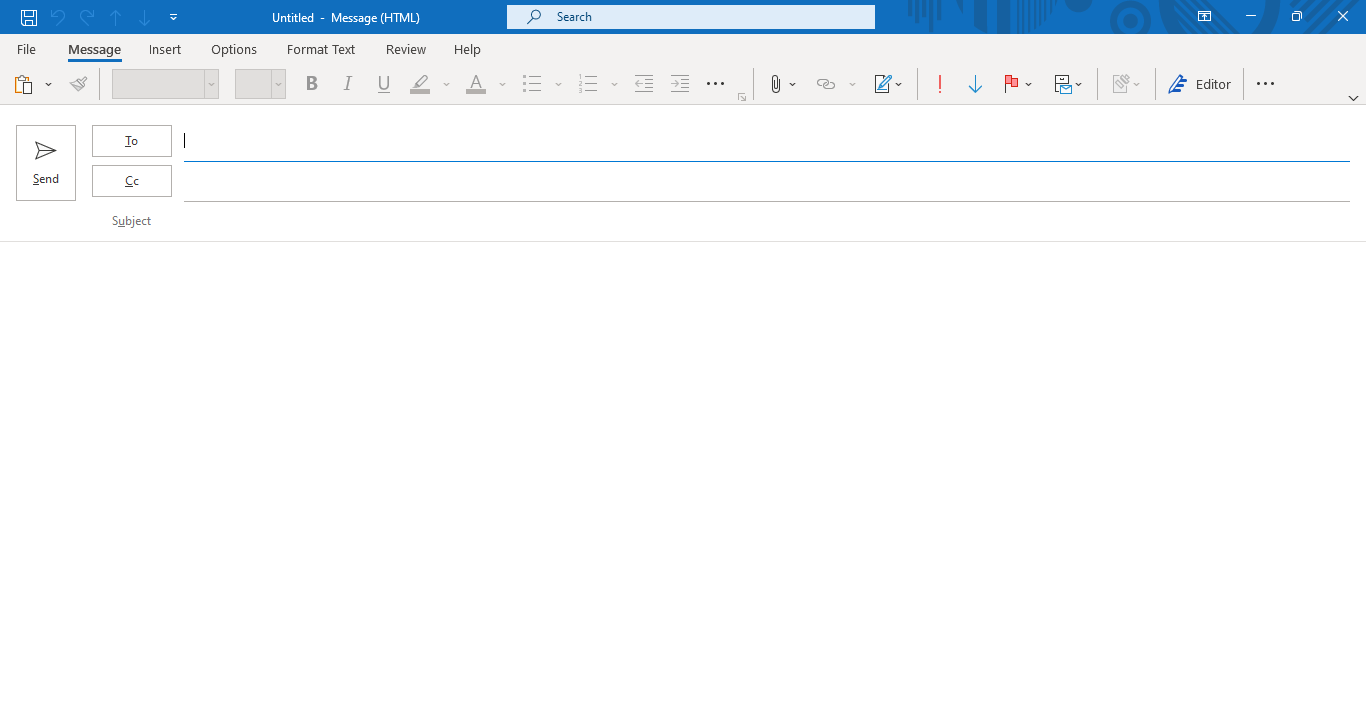 Untitled - Message (HTML)
Search
File Message Insert Options Format Text Review Help
B I U A
Editor
Send
To
Cc
Subject